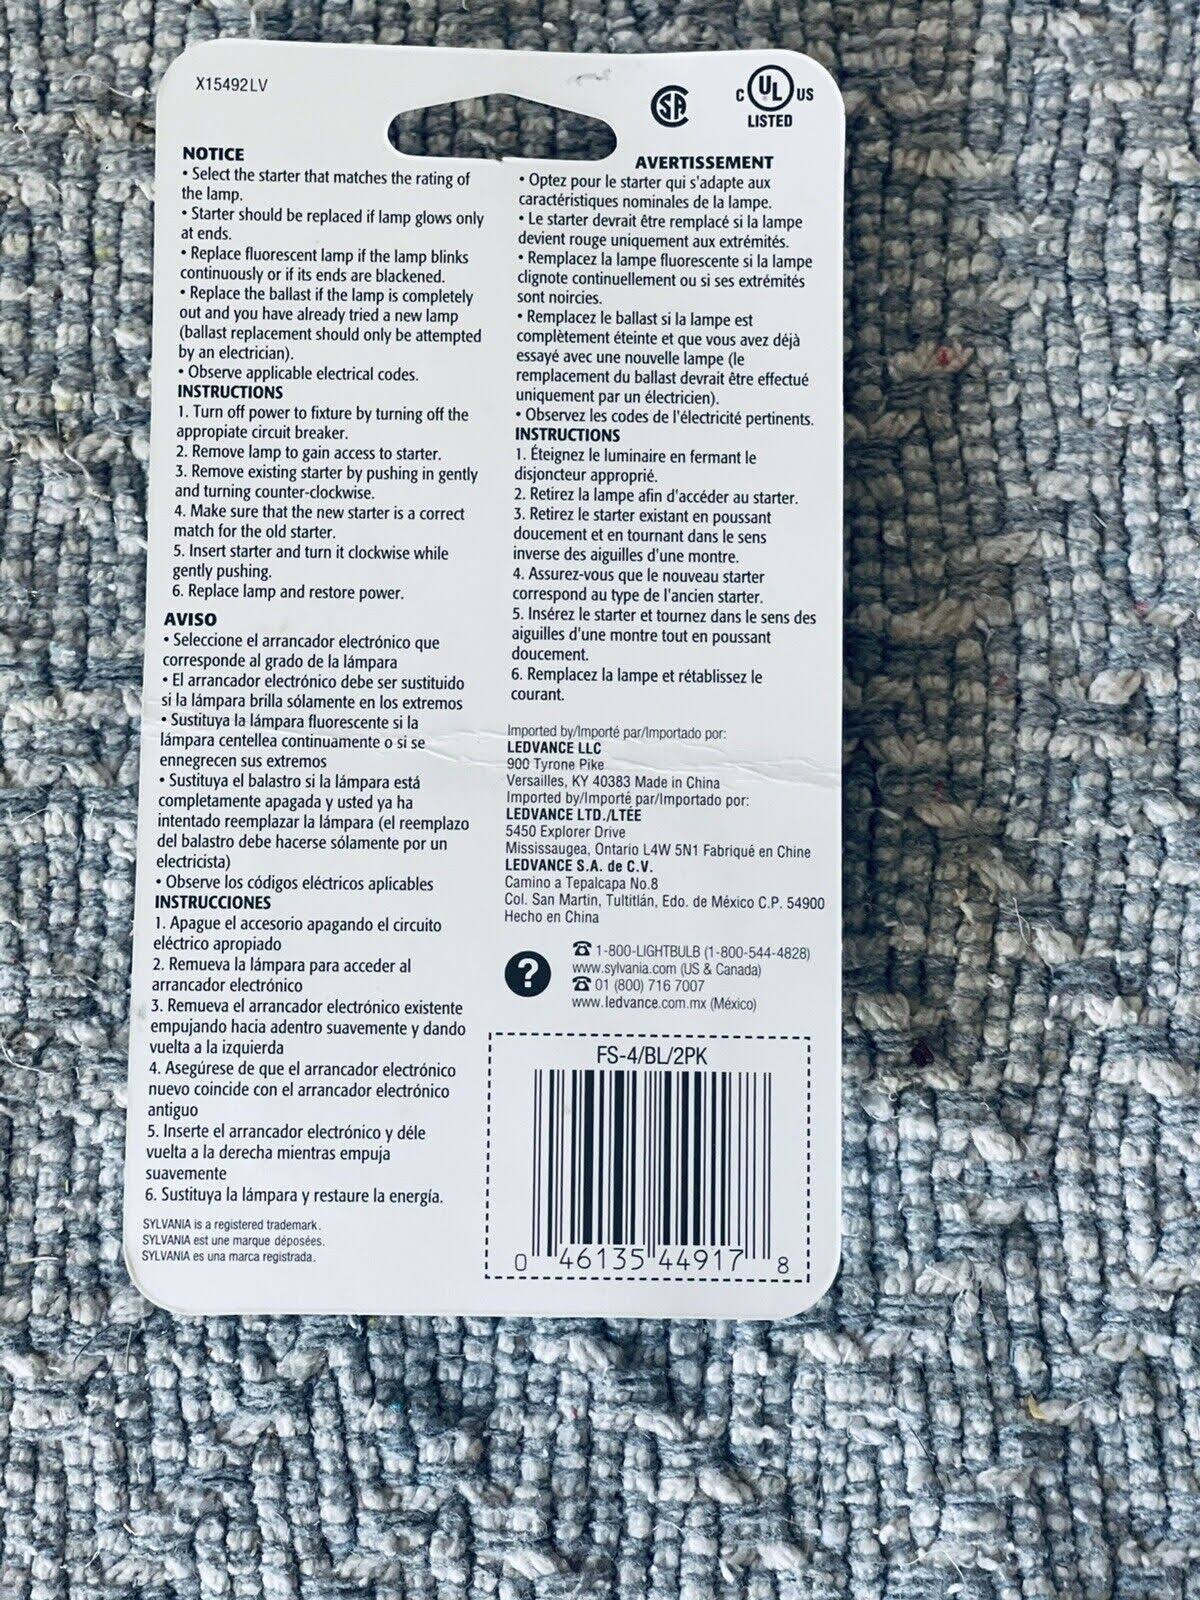 X15492LV
SA
C UL US
LISTED
NOTICE
• Select the starter that matches the rating of
the lamp.
• Starter should be replaced if lamp glows only
at ends.
• Replace fluorescent lamp if the lamp blinks
continuously or if its ends are blackened.
• Replace the ballast if the lamp is completely
out and you have already tried a new lamp
(ballast replacement should only be attempted
by an electrician).
• Observe applicable electrical codes.
INSTRUCTIONS
1. Turn off power to fixture by turning off the
appropiate circuit breaker.
2. Remove lamp to gain access to starter.
3. Remove existing starter by pushing in gently
and turning counter-clockwise.
4. Make sure that the new starter is a correct
match for the old starter.
5. Insert starter and turn it clockwise while
gently pushing.
6. Replace lamp and restore power.
AVISO
• Seleccione el arrancador electrónico que
corresponde al grado de la lámpara
• El arrancador electrónico debe ser sustituido
si la lámpara brilla sólamente en los extremos
• Sustituya la lámpara fluorescente si la
lámpara centellea continuamente o si se
ennegrecen sus extremos
• Sustituya el balastro si la lámpara está
completamente apagada y usted ya ha
intentado reemplazar la lámpara (el reemplazo
del balastro debe hacerse sólamente por un
electricista)
• Observe los códigos eléctricos aplicables
INSTRUCCIONES
1. Apague el accesorio apagando el circuito
eléctrico apropiado
2. Remueva la lámpara para acceder al
arrancador electrónico
3. Remueva el arrancador electrónico existente
empujando hacia adentro suavemente y dando
vuelta a la izquierda
4. Asegúrese de que el arrancador electrónico
nuevo coincide con el arrancador electrónico
antiguo
5. Inserte el arrancador electrónico y déle
vuelta a la derecha mientras empuja
suavemente
6. Sustituya la lámpara y restaure la energía.
SYLVANIA is a registered trademark.
SYLVANIA est une marque déposées.
SYLVANIA es una marca registrada.
AVERTISSEMENT
• Optez pour le starter qui s'adapte aux
caractéristiques nominales de la lampe.
• Le starter devrait être remplacé si la lampe
devient rouge uniquement aux extrémités.
• Remplacez la lampe fluorescente si la lampe
clignote continuellement ou si ses extrémités
sont noircies.
• Remplacez le ballast si la lampe est
complètement éteinte et que vous avez déjà
essayé avec une nouvelle lampe (le
remplacement du ballast devrait être effectué
uniquement par un électricien).
• Observez les codes de l'électricité pertinents.
INSTRUCTIONS
1. Éteignez le luminaire en fermant le
disjoncteur approprié.
2. Retirez la lampe afin d'accéder au starter.
3. Retirez le starter existant en poussant
doucement et en tournant dans le sens
inverse des aiguilles d'une montre.
4. Assurez-vous que le nouveau starter
correspond au type de l'ancien starter.
5. Insérez le starter et tournez dans le sens des
aiguilles d'une montre tout en poussant
doucement.
6. Remplacez la lampe et rétablissez le
courant.
Imported by/Importé par/Importado por:
LEDVANCE LLC
900 Tyrone Pike
Versailles, KY 40383 Made in China
Imported by/Importé par/Importado por:
LEDVANCE LTD./LTÉE
5450 Explorer Drive
Mississaugea, Ontario L4W 5N1 Fabriqué en Chine
LEDVANCE S.A. de C.V.
Camino a Tepalcapa No.8
Col. San Martin, Tultitlán, Edo. de México C.P. 54900
Hecho en China
?
☎ 1-800-LIGHTBULB (1-800-544-4828)
www.sylvania.com (US & Canada)
☎ 01 (800) 716 7007
www.ledvance.com.mx (México)
FS-4/BL/2PK
0 46135 44917 8